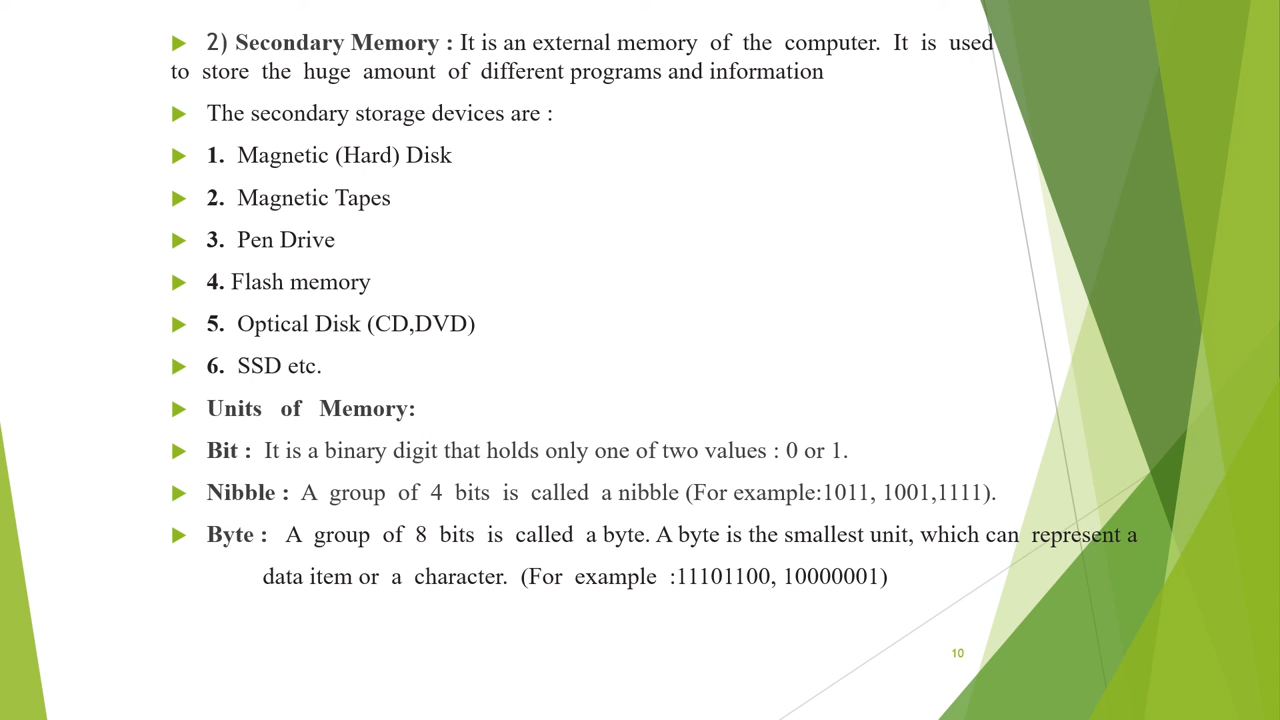 2) Secondary Memory : It is an external memory of the computer. It is used
to store the huge amount of different programs and information
The secondary storage devices are :
1. Magnetic (Hard) Disk
2. Magnetic Tapes
3. Pen Drive
4. Flash memory
5. Optical Disk (CD,DVD)
6. SSD etc.
Units of Memory:
Bit : It is a binary digit that holds only one of two values : 0 or 1.
Nibble : A group of 4 bits is called a nibble (For example:1011, 1001,1111).
Byte : A group of 8 bits is called a byte. A byte is the smallest unit, which can represent a
data item or a character. (For example :11101100, 10000001)
10